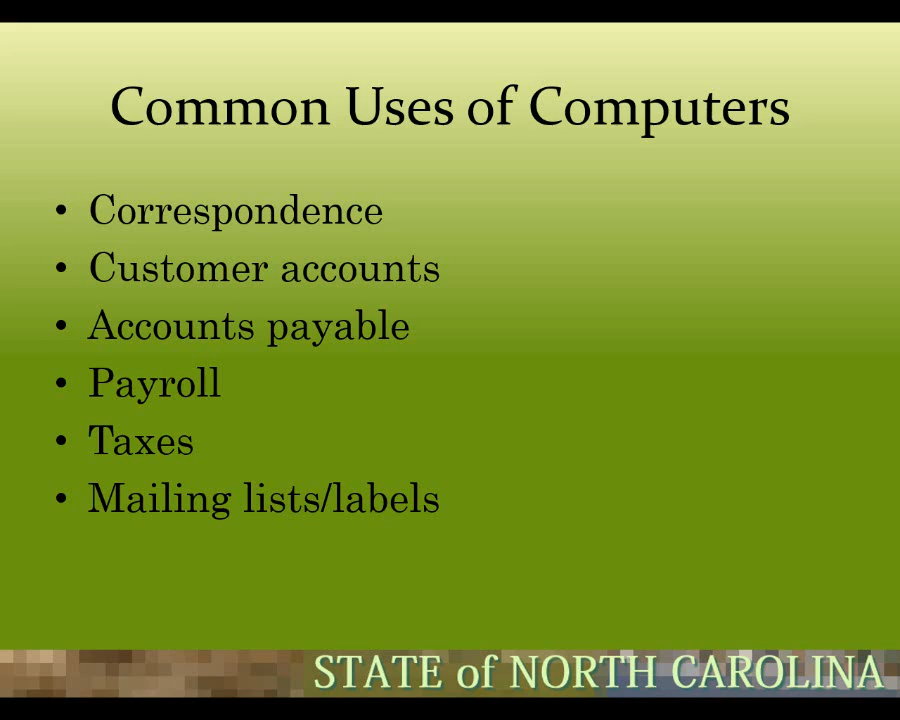 Common Uses of Computers
• Correspondence
• Customer accounts
• Accounts payable
• Payroll
• Taxes
• Mailing lists/labels
STATE of NORTH CAROLINA